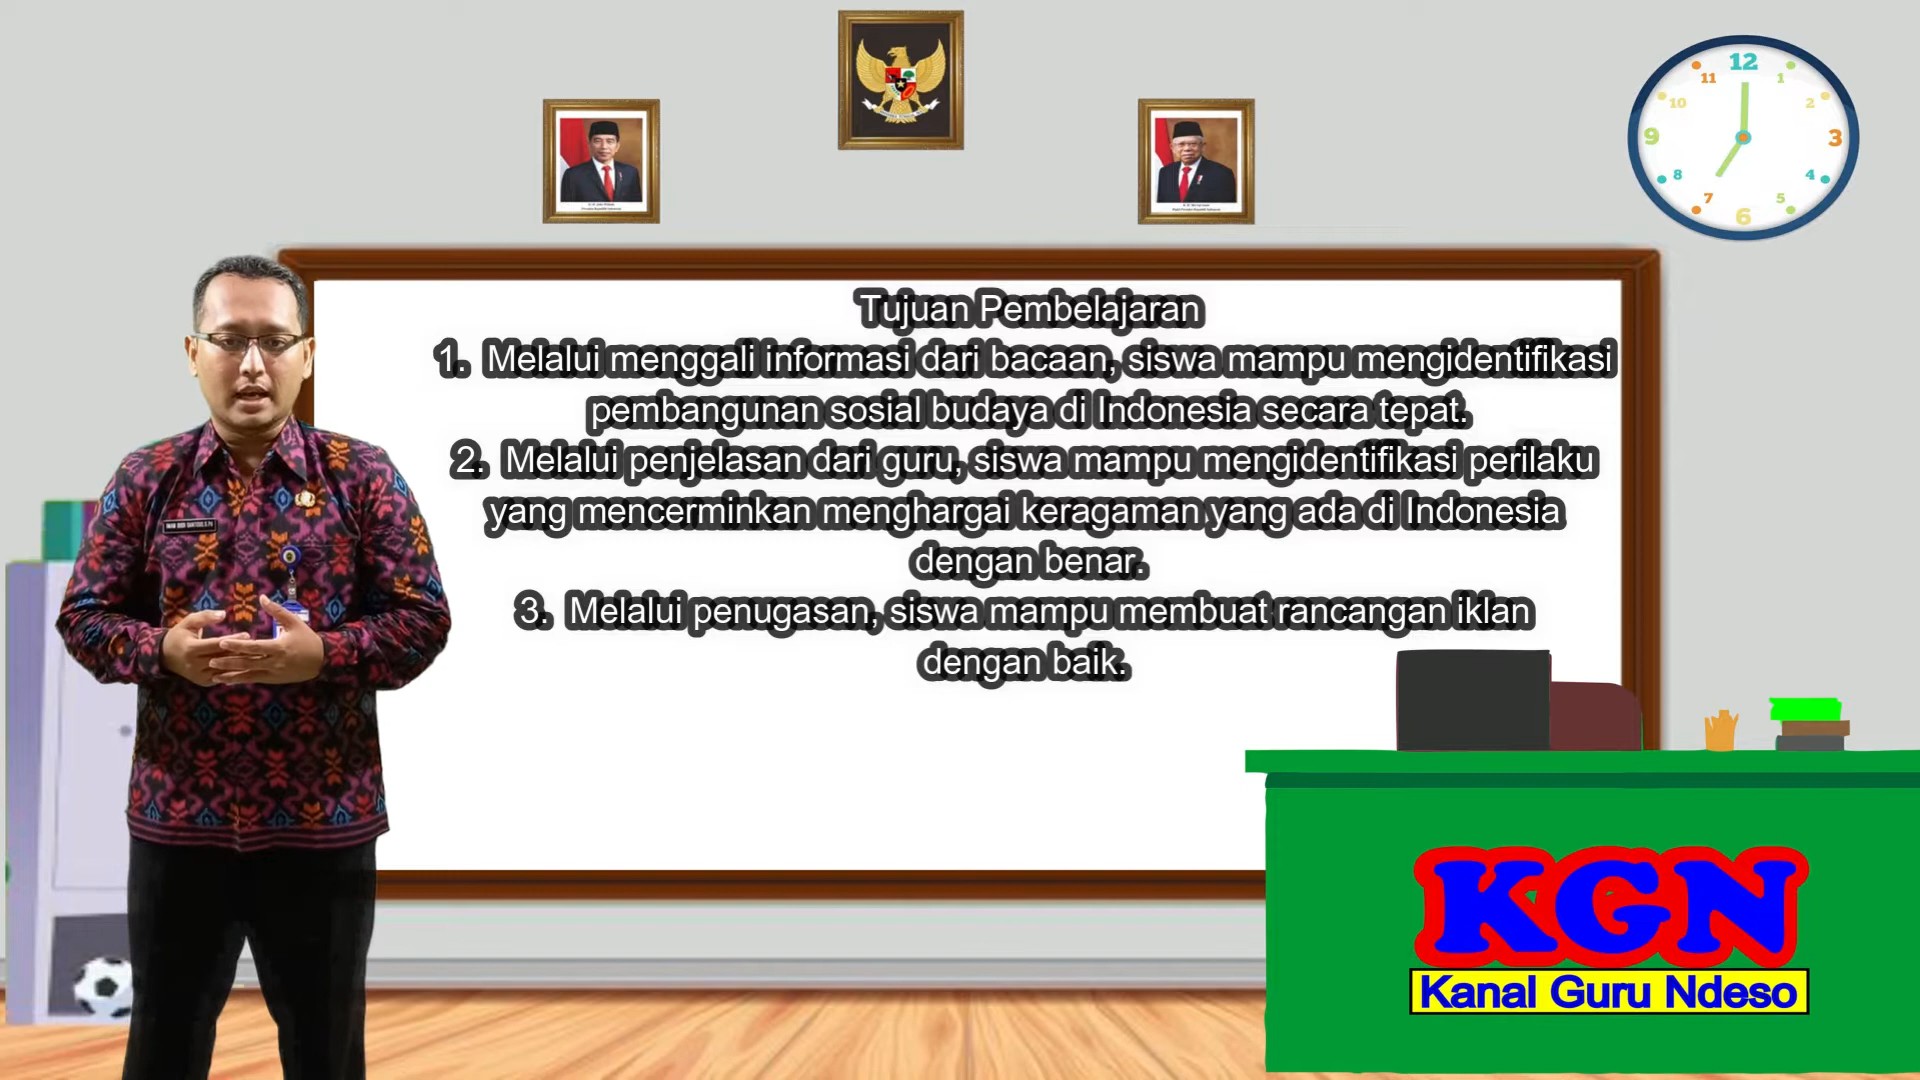 12
11
1
10
2
9
3
8
4
7
5
6
Tujuan Pembelajaran
1. Melalui menggali informasi dari bacaan, siswa mampu mengidentifikasi
pembangunan sosial budaya di Indonesia secara tepat.
2. Melalui penjelasan dari guru, siswa mampu mengidentifikasi perilaku
yang mencerminkan menghargai keragaman yang ada di Indonesia
dengan benar.
3. Melalui penugasan, siswa mampu membuat rancangan iklan
dengan baik.
KGN
Kanal Guru Ndeso